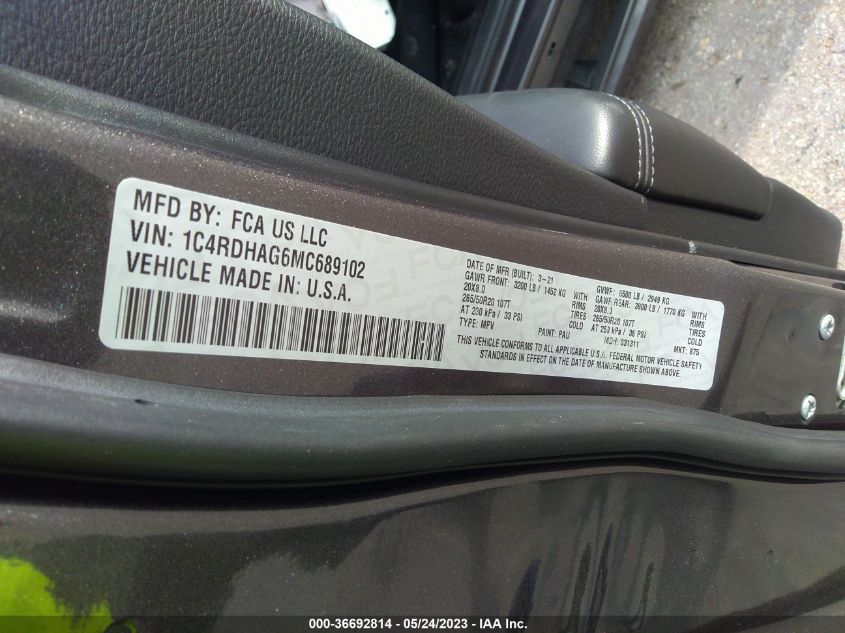 MFD BY: FCA US LLC
VIN: 1C4RDHAG6MC689102
VEHICLE MADE IN: U.S.A.
DATE OF MFR (BUILT): 3-21 GVWR: 6500 LB / 2949 KG
GAWR FRONT: 3200 LB / 1452 KG WITH GAWR REAR: 3900 LB / 1770 KG WITH
20X8.0 RIMS 20X8.0 RIMS
265/50R20 107T TIRES 265/50R20 107T TIRES
AT 230 kPa / 33 PSI COLD AT 250 kPa / 36 PSI COLD
TYPE: MPV PAINT: PAU MDH: 031311 MKT: 875
THIS VEHICLE CONFORMS TO ALL APPLICABLE U.S.A. FEDERAL MOTOR VEHICLE SAFETY
STANDARDS IN EFFECT ON THE DATE OF MANUFACTURE SHOWN ABOVE.
000-36692814 / 05/24/2023 / IAA Inc.